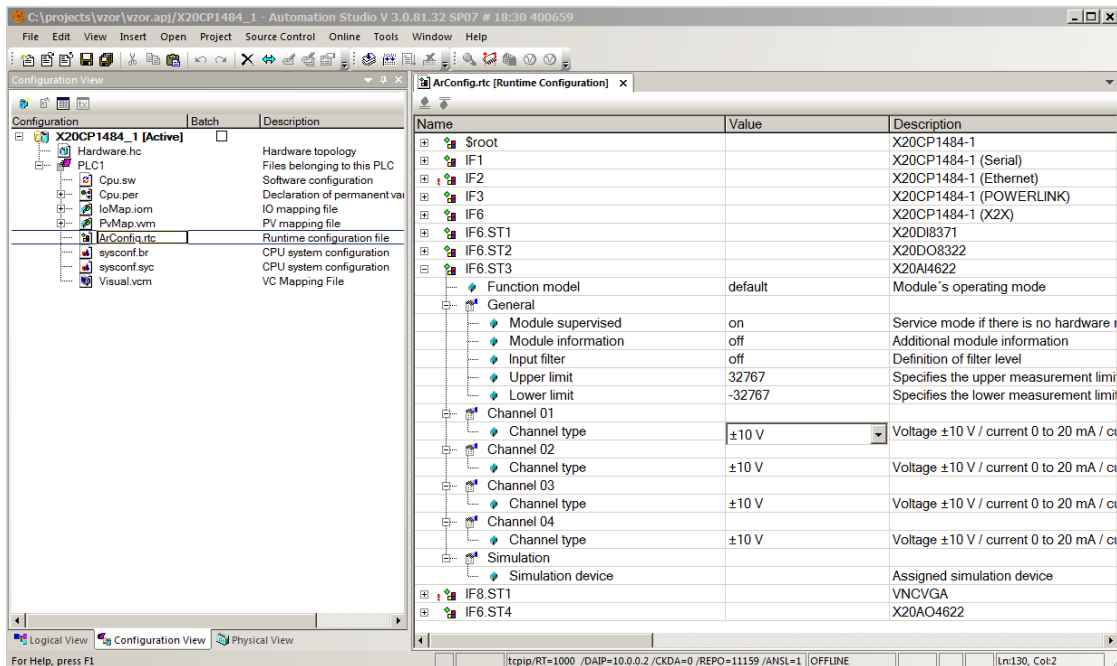 C:\projects\vzor\vzor.apj/X20CP1484_1 - Automation Studio V 3.0.81.32 SP07 # 18:30 400659
File Edit View Insert Open Project Source Control Online Tools Window Help
Configuration View
ArConfig.rtc [Runtime Configuration] X
Configuration Batch Description
X20CP1484_1 [Active]
Hardware.hc Hardware topology
PLC1 Files belonging to this PLC
Cpu.sw Software configuration
Cpu.per Declaration of permanent var
IoMap.iom IO mapping file
PvMap.vvm PV mapping file
ArConfig.rtc Runtime configuration file
sysconf.br CPU system configuration
sysconf.syc CPU system configuration
Visual.vcm VC Mapping File
Name Value Description
$root X20CP1484-1
IF1 X20CP1484-1 (Serial)
IF2 X20CP1484-1 (Ethernet)
IF3 X20CP1484-1 (POWERLINK)
IF6 X20CP1484-1 (X2X)
IF6.ST1 X20DI8371
IF6.ST2 X20DO8322
IF6.ST3 X20AI4622
Function model default Module´s operating mode
General
Module supervised on Service mode if there is no hardware
Module information off Additional module information
Input filter off Definition of filter level
Upper limit 32767 Specifies the upper measurement limi
Lower limit -32767 Specifies the lower measurement limi
Channel 01
Channel type ±10 V Voltage ±10 V / current 0 to 20 mA / cu
Channel 02
Channel type ±10 V Voltage ±10 V / current 0 to 20 mA / cu
Channel 03
Channel type ±10 V Voltage ±10 V / current 0 to 20 mA / cu
Channel 04
Channel type ±10 V Voltage ±10 V / current 0 to 20 mA / cu
Simulation
Simulation device Assigned simulation device
IF8.ST1 VNCVGA
IF6.ST4 X20AO4622
Logical View Configuration View Physical View
For Help, press F1 tcpip/RT=1000 /DAIP=10.0.0.2 /CKDA=0 /REPO=11159 /ANSL=1 OFFLINE Ln:130, Col:2